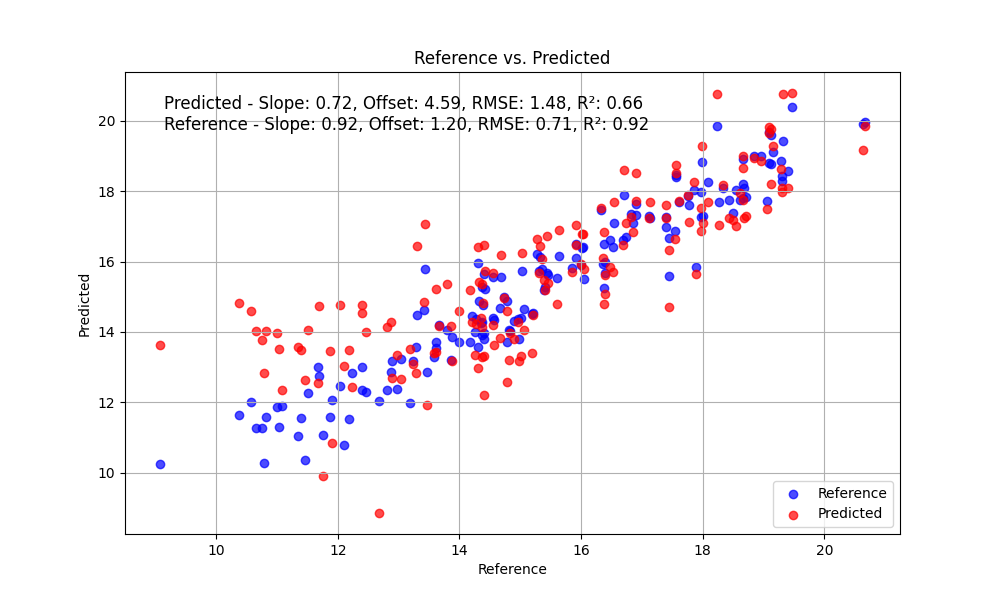 Reference vs. Predicted
Predicted - Slope: 0.72, Offset: 4.59, RMSE: 1.48, R²: 0.66
Reference - Slope: 0.92, Offset: 1.20, RMSE: 0.71, R²: 0.92
Predicted
20
18
16
14
12
10
Reference
Predicted
10 12 14 16 18 20
Reference